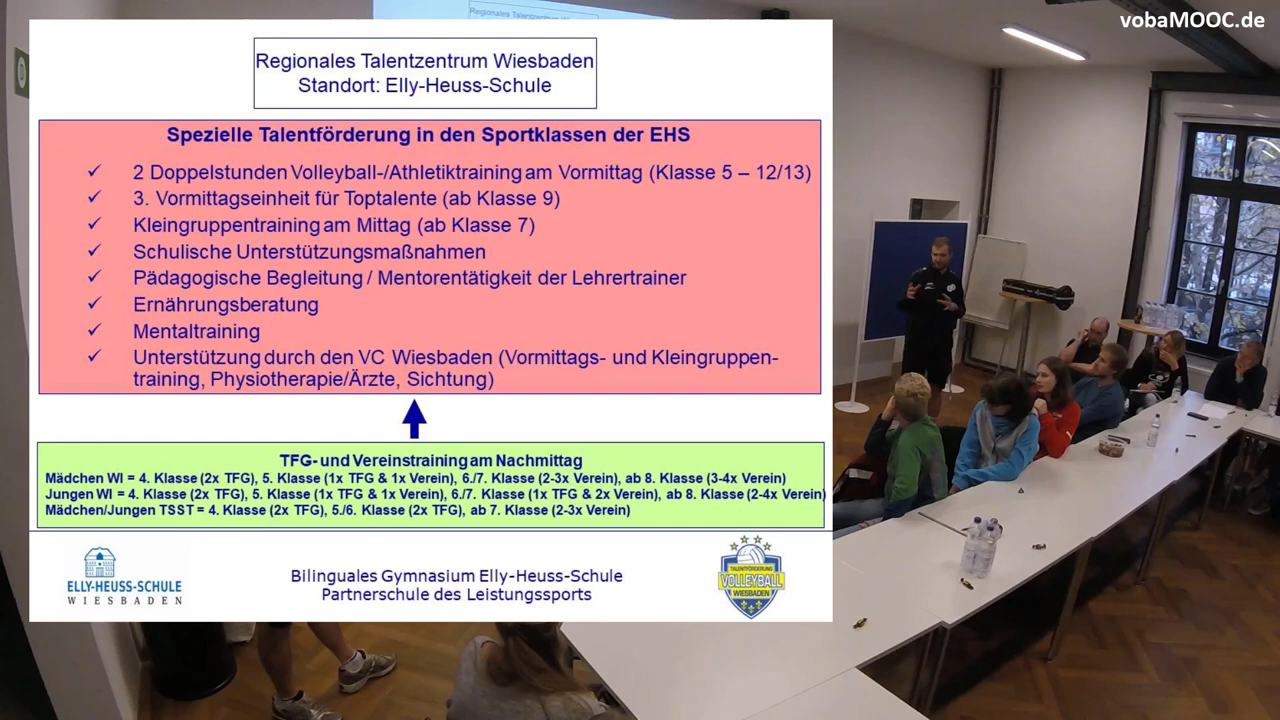 vobaMOOC.de
Regionales Talentzentrum Wiesbaden
Standort: Elly-Heuss-Schule
Spezielle Talentförderung in den Sportklassen der EHS
✓ 2 Doppelstunden Volleyball-/Athletiktraining am Vormittag (Klasse 5 – 12/13)
✓ 3. Vormittagseinheit für Toptalente (ab Klasse 9)
✓ Kleingruppentraining am Mittag (ab Klasse 7)
✓ Schulische Unterstützungsmaßnahmen
✓ Pädagogische Begleitung / Mentorentätigkeit der Lehrertrainer
✓ Ernährungsberatung
✓ Mentaltraining
✓ Unterstützung durch den VC Wiesbaden (Vormittags- und Kleingruppen-
training, Physiotherapie/Ärzte, Sichtung)
TFG- und Vereinstraining am Nachmittag
Mädchen WI = 4. Klasse (2x TFG), 5. Klasse (1x TFG & 1x Verein), 6./7. Klasse (2-3x Verein), ab 8. Klasse (3-4x Verein)
Jungen WI = 4. Klasse (2x TFG), 5. Klasse (1x TFG & 1x Verein), 6./7. Klasse (1x TFG & 2x Verein), ab 8. Klasse (2-4x Verein)
Mädchen/Jungen TSST = 4. Klasse (2x TFG), 5./6. Klasse (2x TFG), ab 7. Klasse (2-3x Verein)
ELLY-HEUSS-SCHULE
WIESBADEN
Bilinguales Gymnasium Elly-Heuss-Schule
Partnerschule des Leistungssports
TALENTFÖRDERUNG
VOLLEYBALL
WIESBADEN